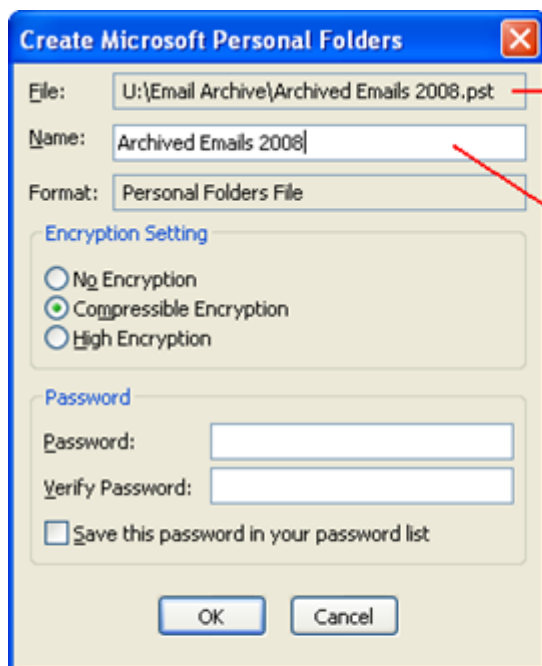 Create Microsoft Personal Folders
File: U:\Email Archive\Archived Emails 2008.pst
Name: Archived Emails 2008
Format: Personal Folders File
Encryption Setting
No Encryption
Compressible Encryption
High Encryption
Password
Password:
Verify Password:
Save this password in your password list
OK Cancel